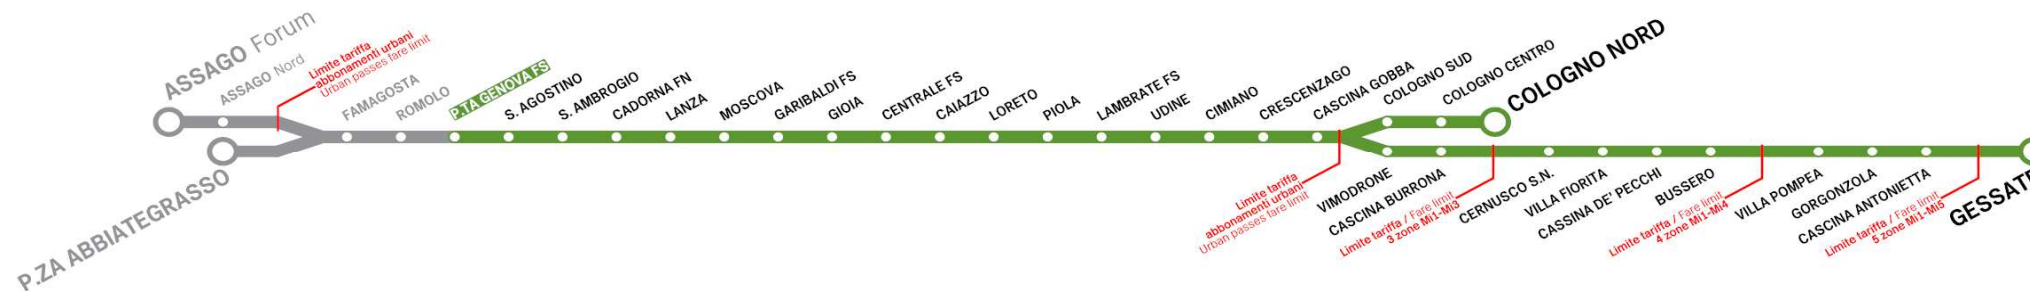 ASSAGO Forum
ASSAGO Nord
Limite tariffa
abbonamenti urbani
Urban passes fare limit
FAMAGOSTA
ROMOLO
P.TA GENOVA FS
S. AGOSTINO
S. AMBROGIO
CADORNA FN
LANZA
MOSCOVA
GARIBALDI FS
GIOIA
CENTRALE FS
CAIAZZO
LORETO
PIOLA
LAMBRATE FS
UDINE
CIMIANO
CRESCENZAGO
CASCINA GOBBA
COLOGNO SUD
COLOGNO CENTRO
COLOGNO NORD
P.ZA ABBIATEGRASSO
Limite tariffa
abbonamenti urbani
Urban passes fare limit
VIMODRONE
CASCINA BURRONA
Limite tariffa / Fare limit
3 zone Mi1-Mi3
CERNUSCO S.N.
VILLA FIORITA
CASSINA DE' PECCHI
BUSSERO
Limite tariffa / Fare limit
4 zone Mi1-Mi4
VILLA POMPEA
GORGONZOLA
CASCINA ANTONIETTA
Limite tariffa / Fare limit
5 zone Mi1-Mi5